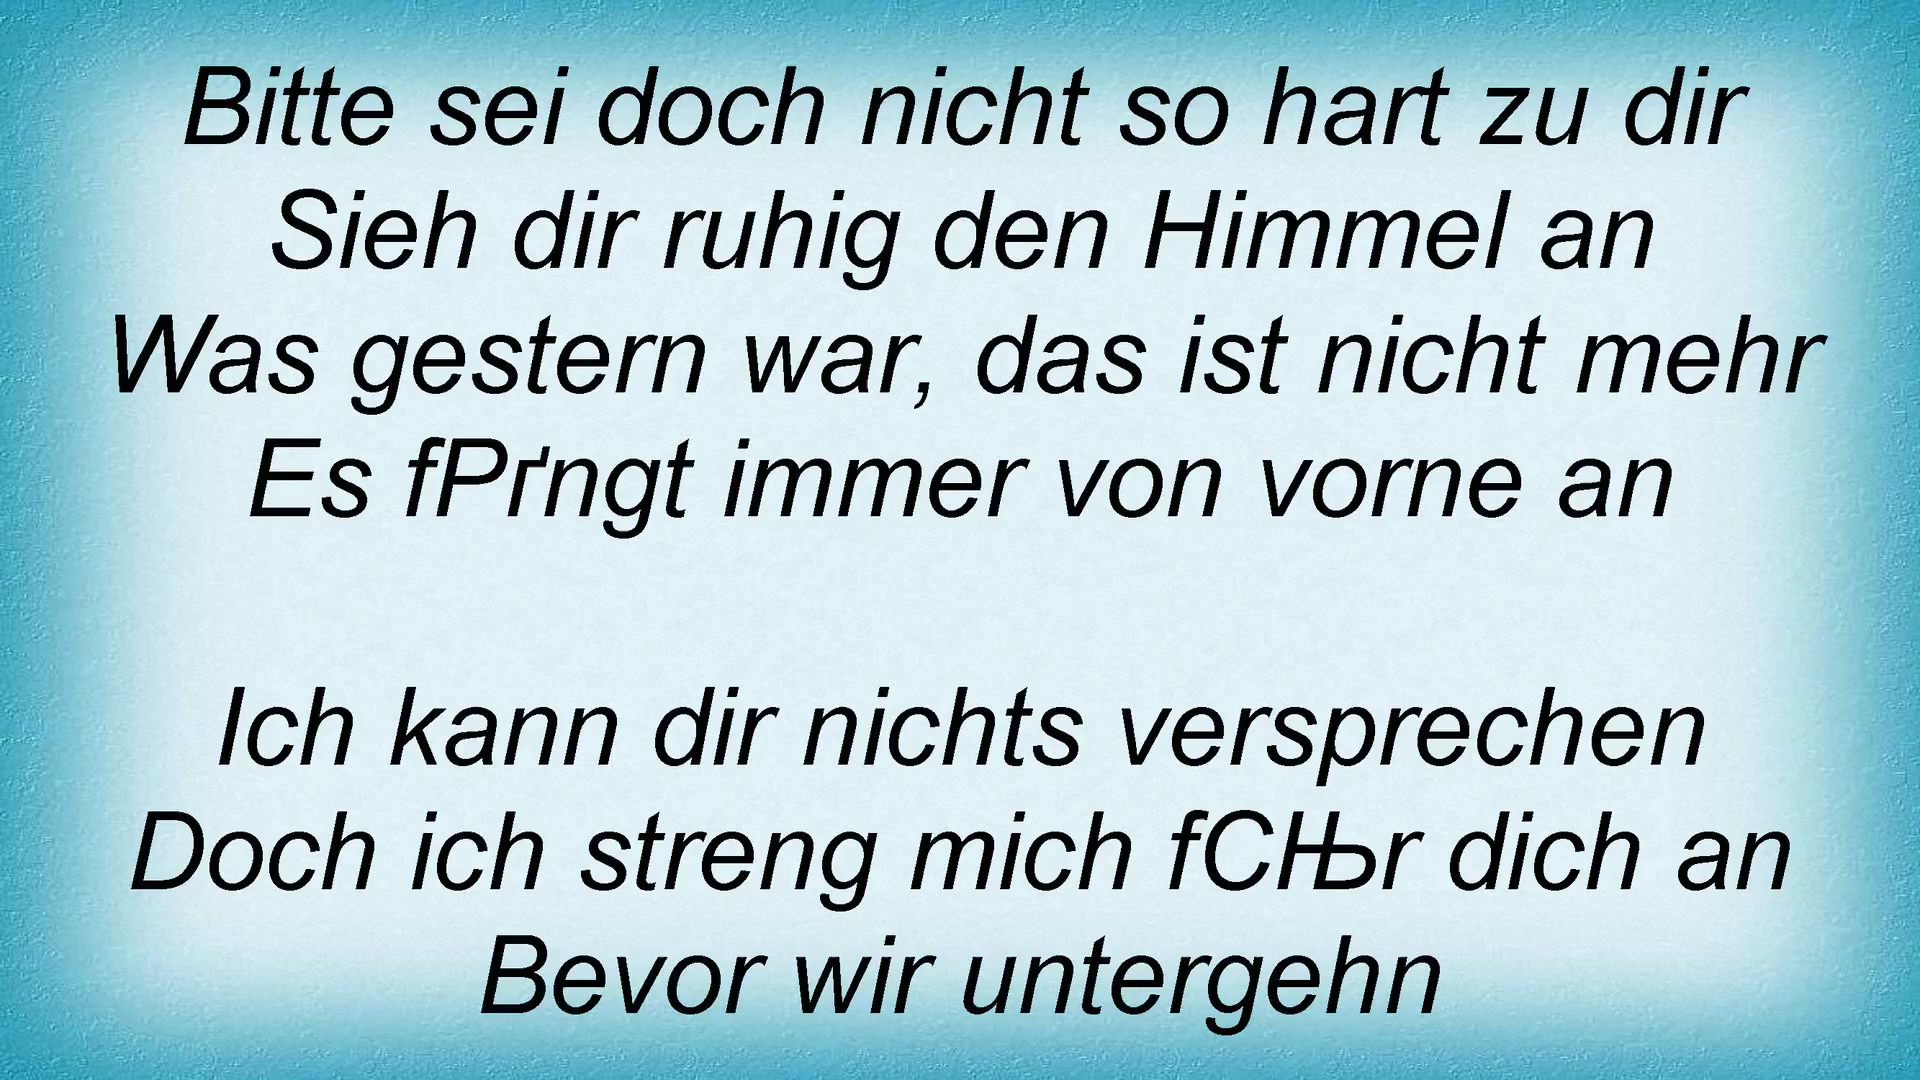 Bitte sei doch nicht so hart zu dir
Sieh dir ruhig den Himmel an
Was gestern war, das ist nicht mehr
Es fPґngt immer von vorne an
Ich kann dir nichts versprechen
Doch ich streng mich fCЊr dich an
Bevor wir untergehn